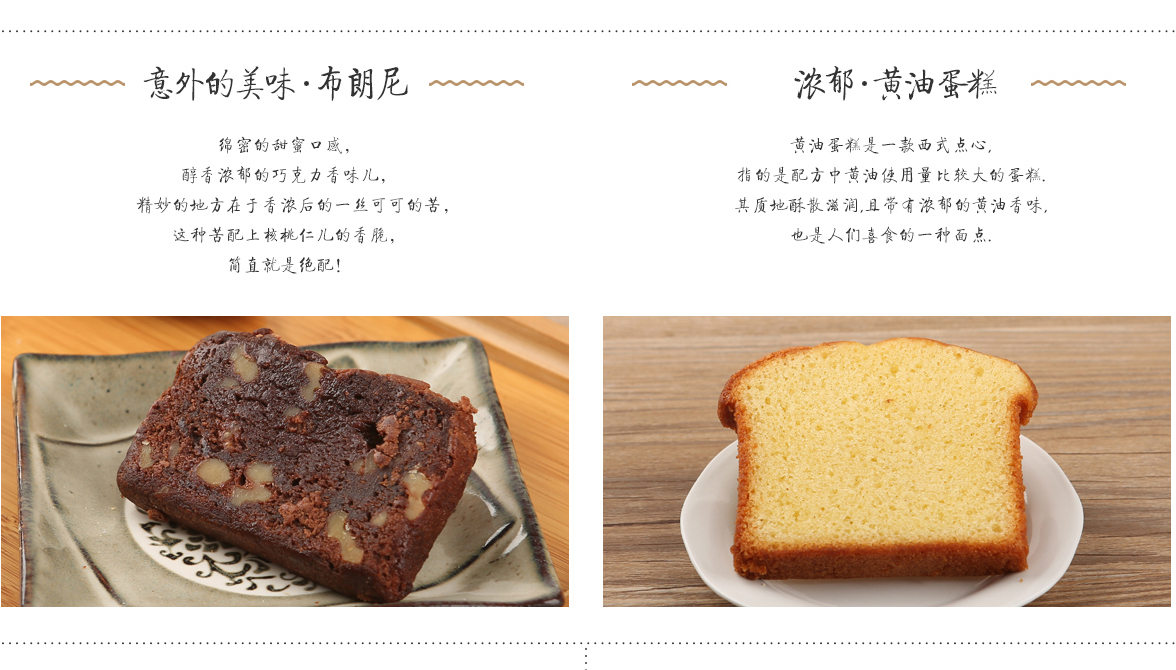 意外的美味·布朗尼
绵密的甜蜜口感，
醇香浓郁的巧克力香味儿，
精妙的地方在于香浓后的一丝可可的苦，
这种苦配上核桃仁儿的香脆，
简直就是绝配！
浓郁·黄油蛋糕
黄油蛋糕是一款西式点心，
指的是配方中黄油使用量比较大的蛋糕.
其质地酥散滋润，且带有浓郁的黄油香味，
也是人们喜食的一种面点.